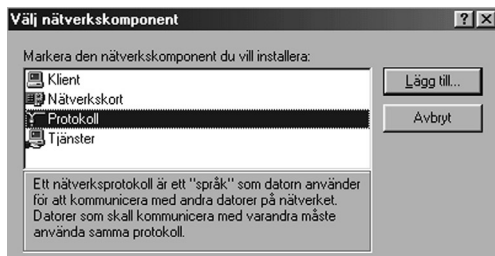 Välj nätverkskomponent
Markera den nätverkskomponent du vill installera:
Klient
Nätverkskort
Protokoll
Tjänster
Lägg till...
Avbryt
Ett nätverksprotokoll är ett "språk" som datorn använder
för att kommunicera med andra datorer på nätverket.
Datorer som skall kommunicera med varandra måste
använda samma protokoll.